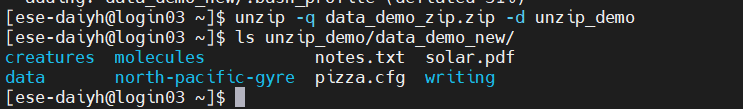 adding: data_demo_new/.bash_profile (deflated 31%)
[ese-daiyh@login03 ~]$ unzip -q data_demo_zip.zip -d unzip_demo
[ese-daiyh@login03 ~]$ ls unzip_demo/data_demo_new/
creatures  molecules           notes.txt  solar.pdf
data       north-pacific-gyre  pizza.cfg  writing
[ese-daiyh@login03 ~]$